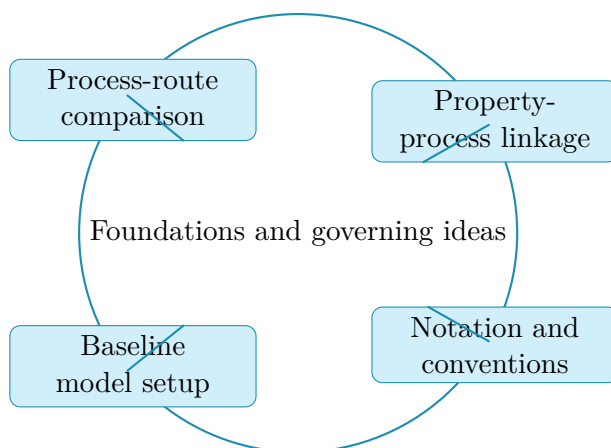 Process-route
comparison
Property-
process linkage
Foundations and governing ideas
Baseline
model setup
Notation and
conventions